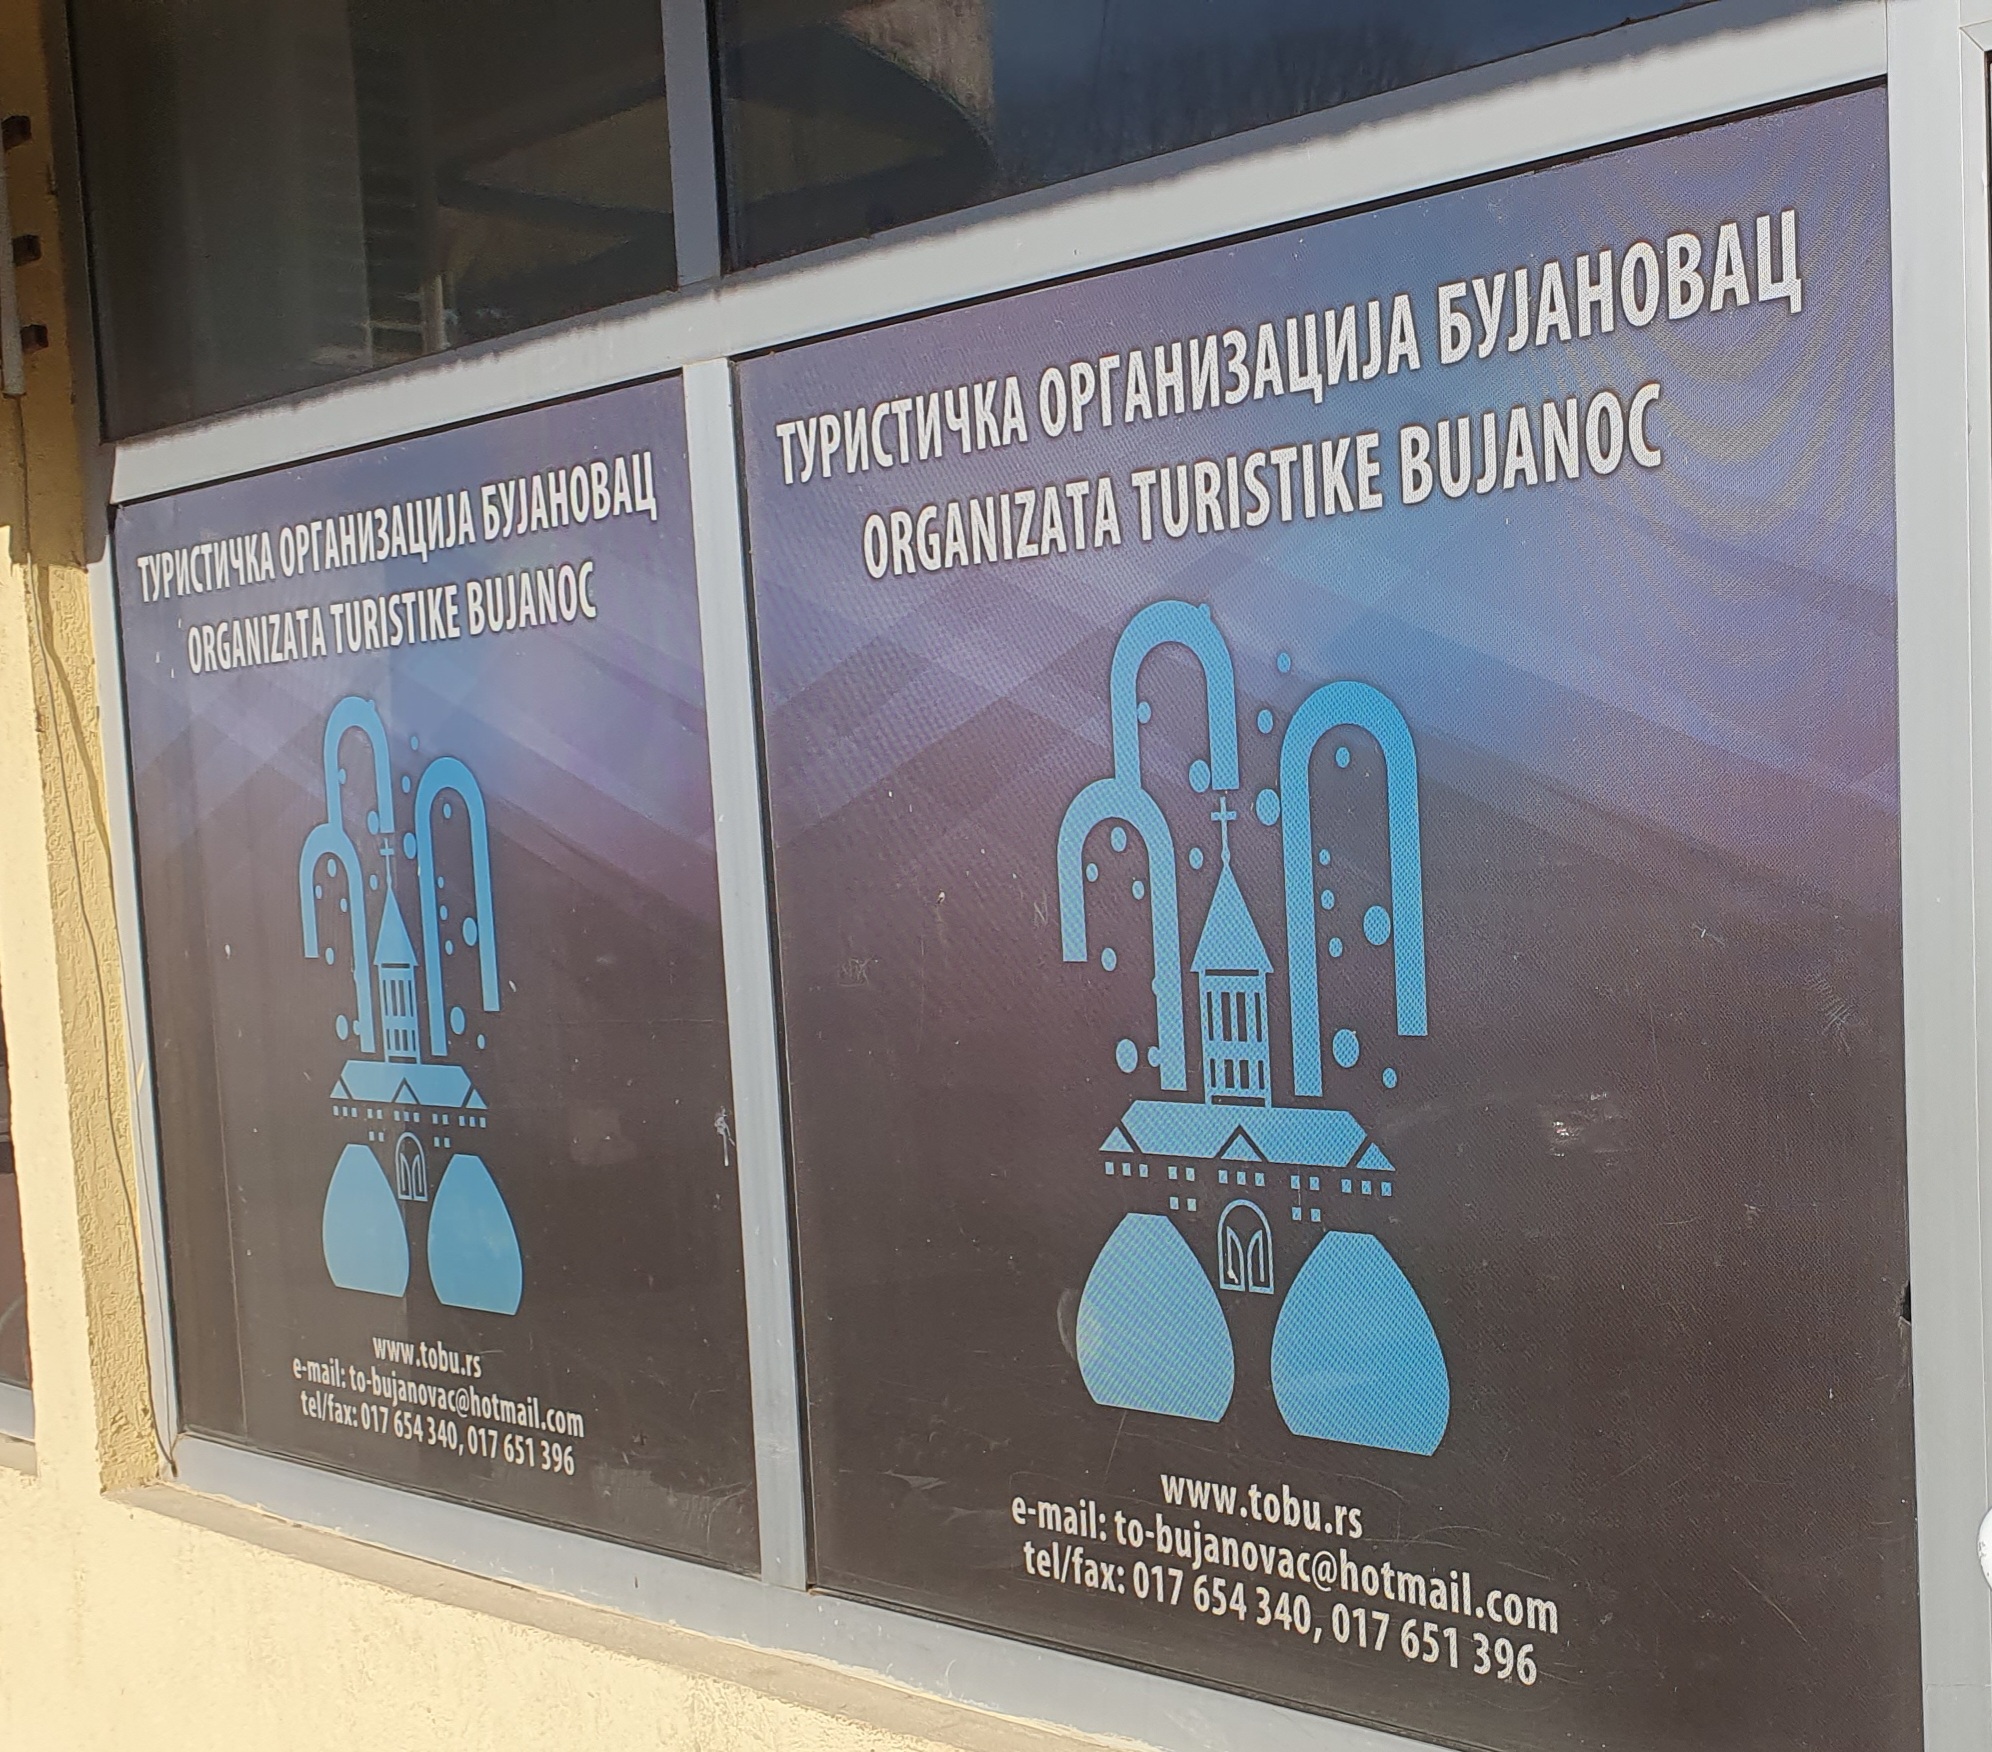 ТУРИСТИЧКА ОРГАНИЗАЦИЈА БУЈАНОВАЦ
ORGANIZATA TURISTIKE BUJANOC
www.tobu.rs
e-mail: to-bujanovac@hotmail.com
tel/fax: 017 654 340, 017 651 396
ТУРИСТИЧКА ОРГАНИЗАЦИЈА БУЈАНОВАЦ
ORGANIZATA TURISTIKE BUJANOC
www.tobu.rs
e-mail: to-bujanovac@hotmail.com
tel/fax: 017 654 340, 017 651 396